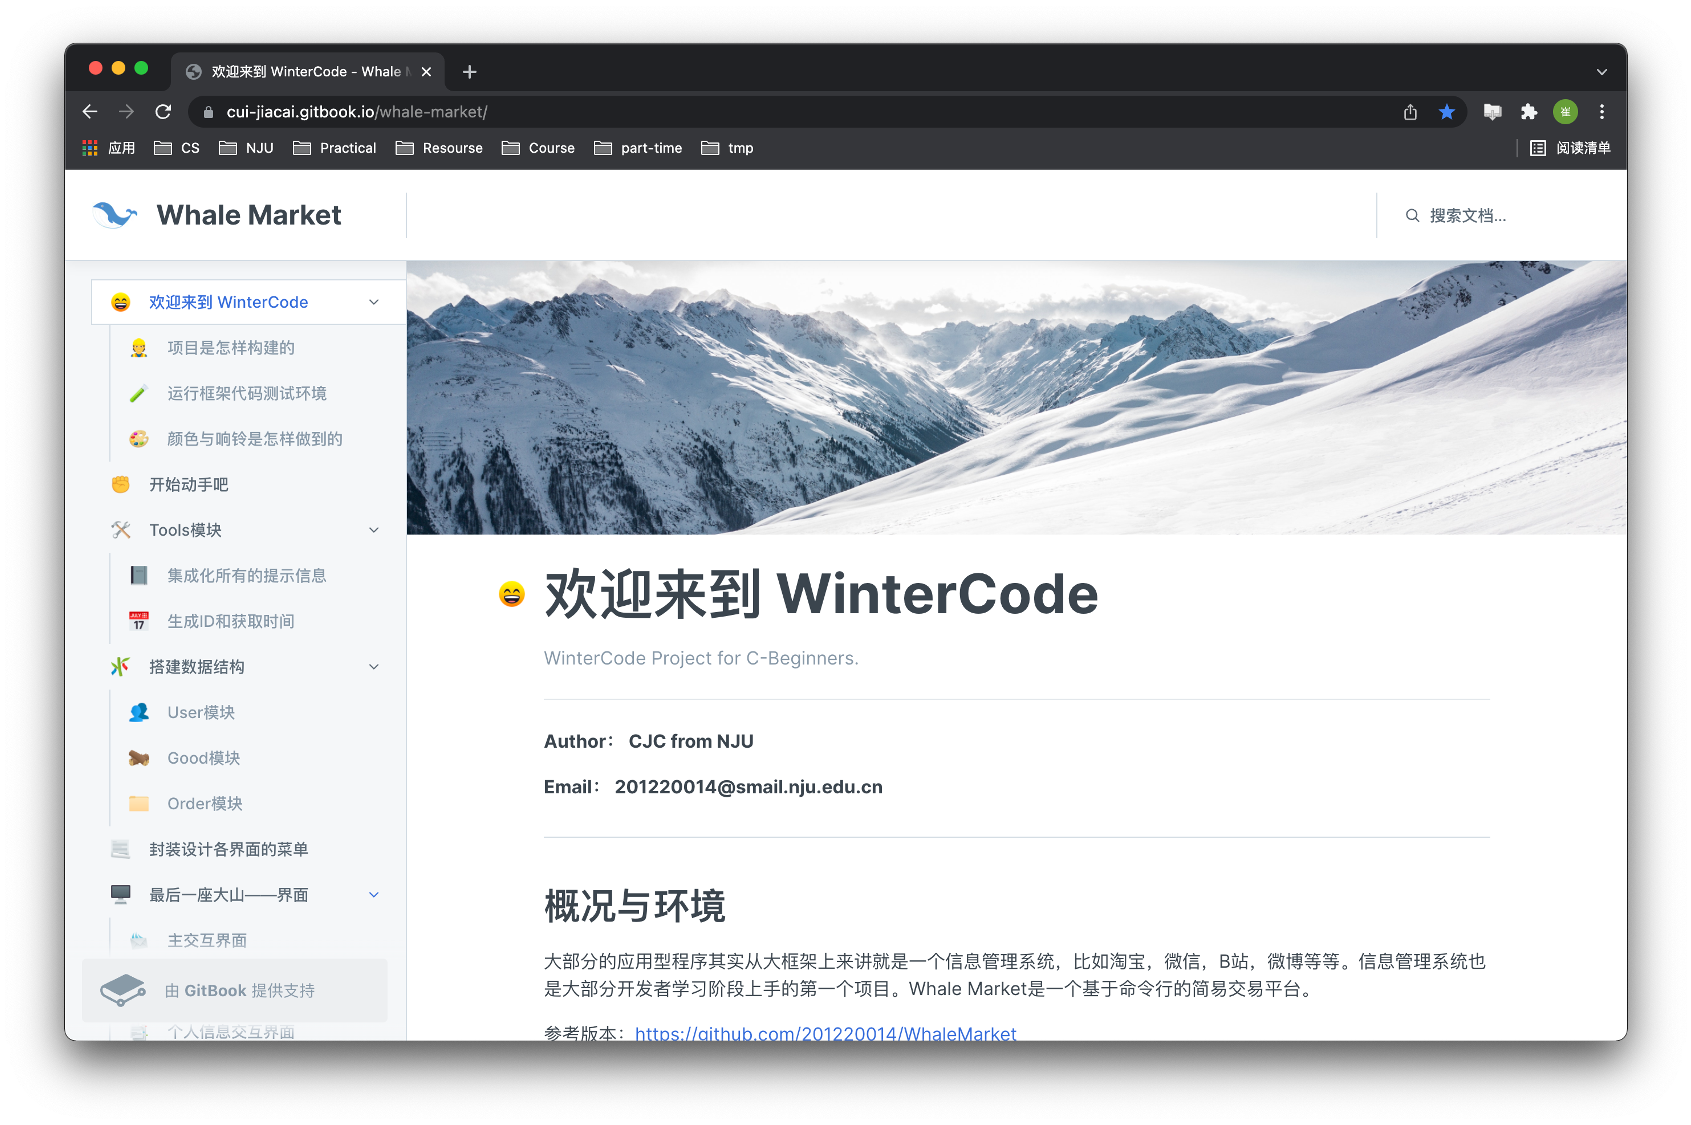 欢迎来到 WinterCode - Whale M
cui-jiacai.gitbook.io/whale-market/
崔
应用 CS NJU Practical Resourse Course part-time tmp 阅读清单
Whale Market
搜索文档...
欢迎来到 WinterCode
项目是怎样构建的
运行框架代码测试环境
颜色与响铃是怎样做到的
开始动手吧
Tools模块
集成化所有的提示信息
JULY
17
生成ID和获取时间
搭建数据结构
User模块
Good模块
Order模块
封装设计各界面的菜单
最后一座大山——界面
主交互界面
由 GitBook 提供支持
个人信息交互界面
欢迎来到 WinterCode
WinterCode Project for C-Beginners.
Author： CJC from NJU
Email： 201220014@smail.nju.edu.cn
概况与环境
大部分的应用型程序其实从大框架上来讲就是一个信息管理系统，比如淘宝，微信，B站，微博等等。信息管理系统也
是大部分开发者学习阶段上手的第一个项目。Whale Market是一个基于命令行的简易交易平台。
参考版本：https://github.com/201220014/WhaleMarket